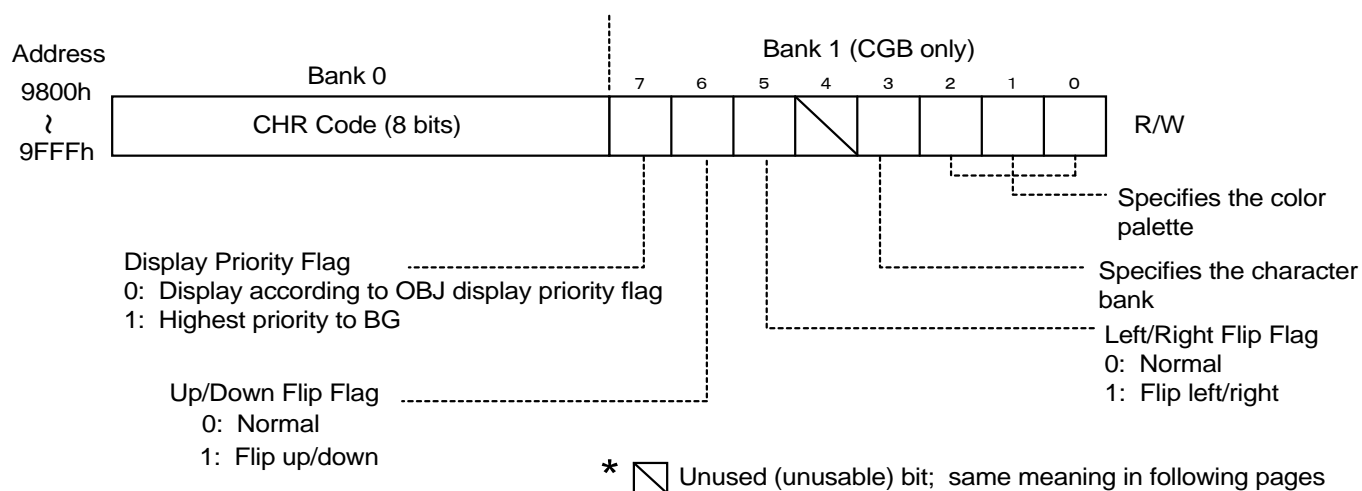 Address
9800h
~
9FFFh
Bank 0
Bank 1 (CGB only)
7 6 5 4 3 2 1 0
CHR Code (8 bits)
R/W
Specifies the color
palette
Display Priority Flag
0: Display according to OBJ display priority flag
1: Highest priority to BG
Specifies the character
bank
Left/Right Flip Flag
0: Normal
1: Flip left/right
Up/Down Flip Flag
0: Normal
1: Flip up/down
* Unused (unusable) bit; same meaning in following pages